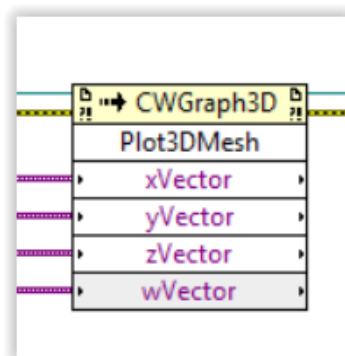 CWGraph3D
Plot3DMesh
xVector
yVector
zVector
wVector